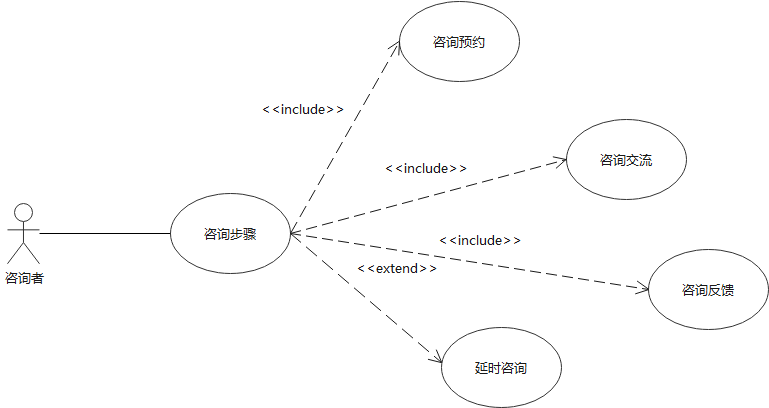 咨询预约
<<include>>
咨询交流
<<include>>
咨询步骤
<<include>>
<<extend>>
咨询者
咨询反馈
延时咨询